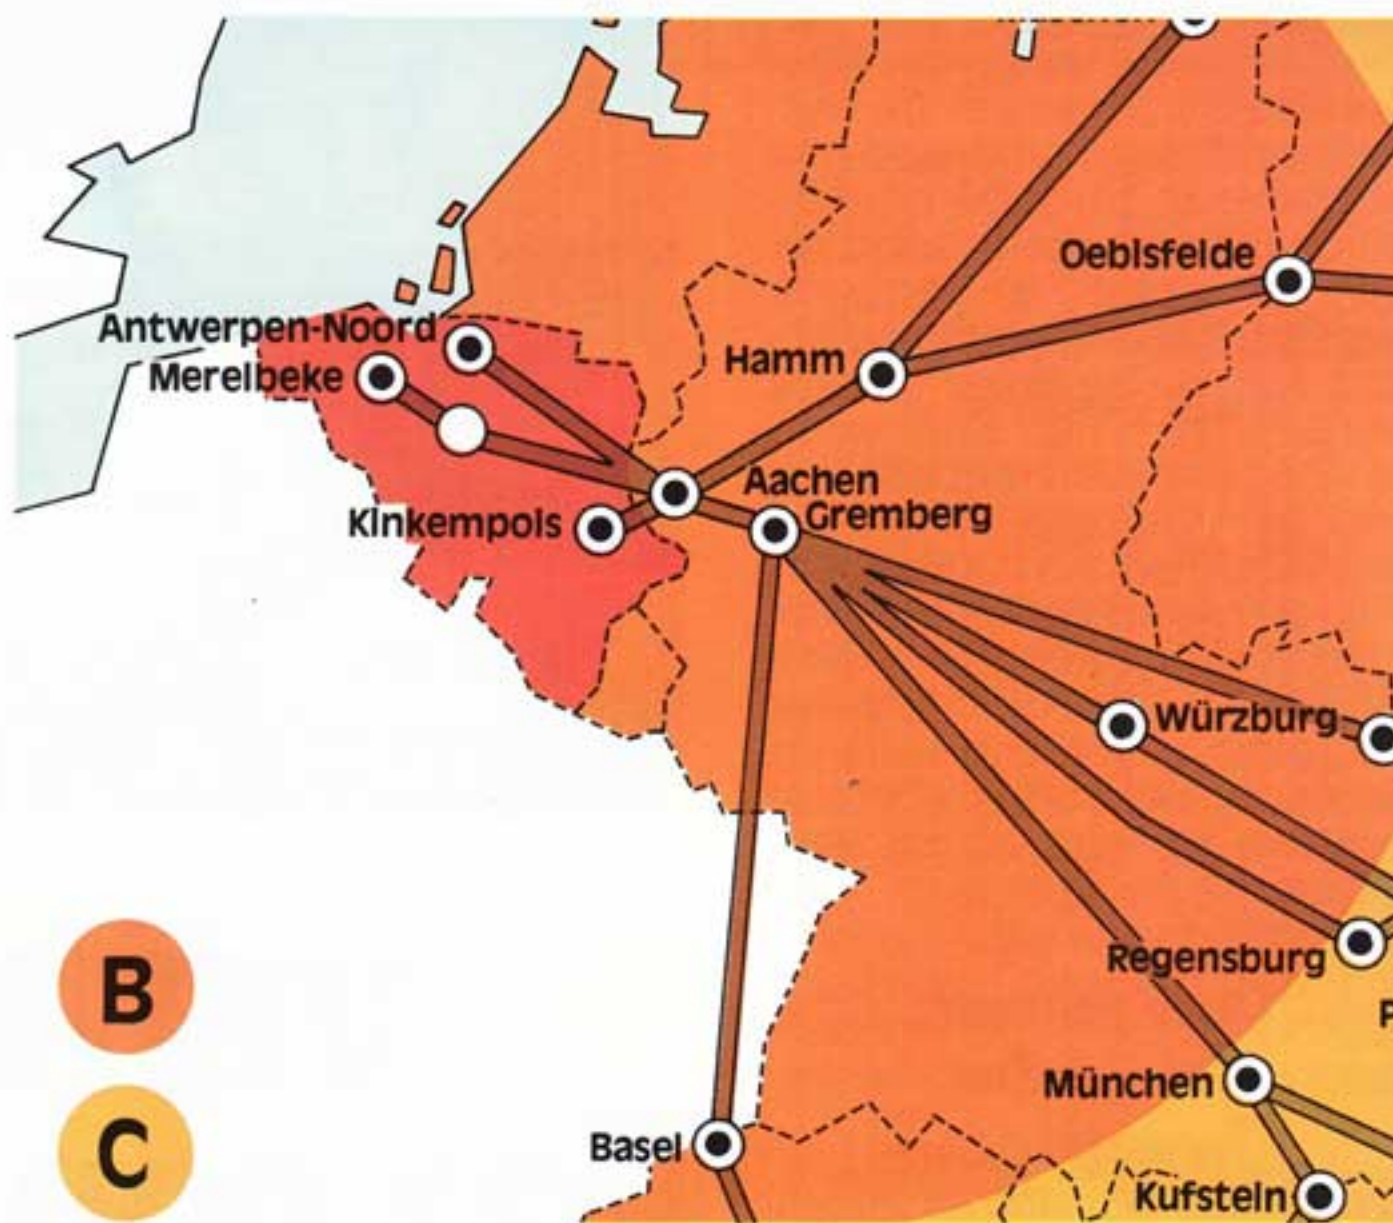 Oebisfelde
Antwerpen-Noord
Merelbeke
Hamm
Aachen
Gremberg
Kinkempois
Würzburg
Regensburg
München
Basel
Kufstein
B
C